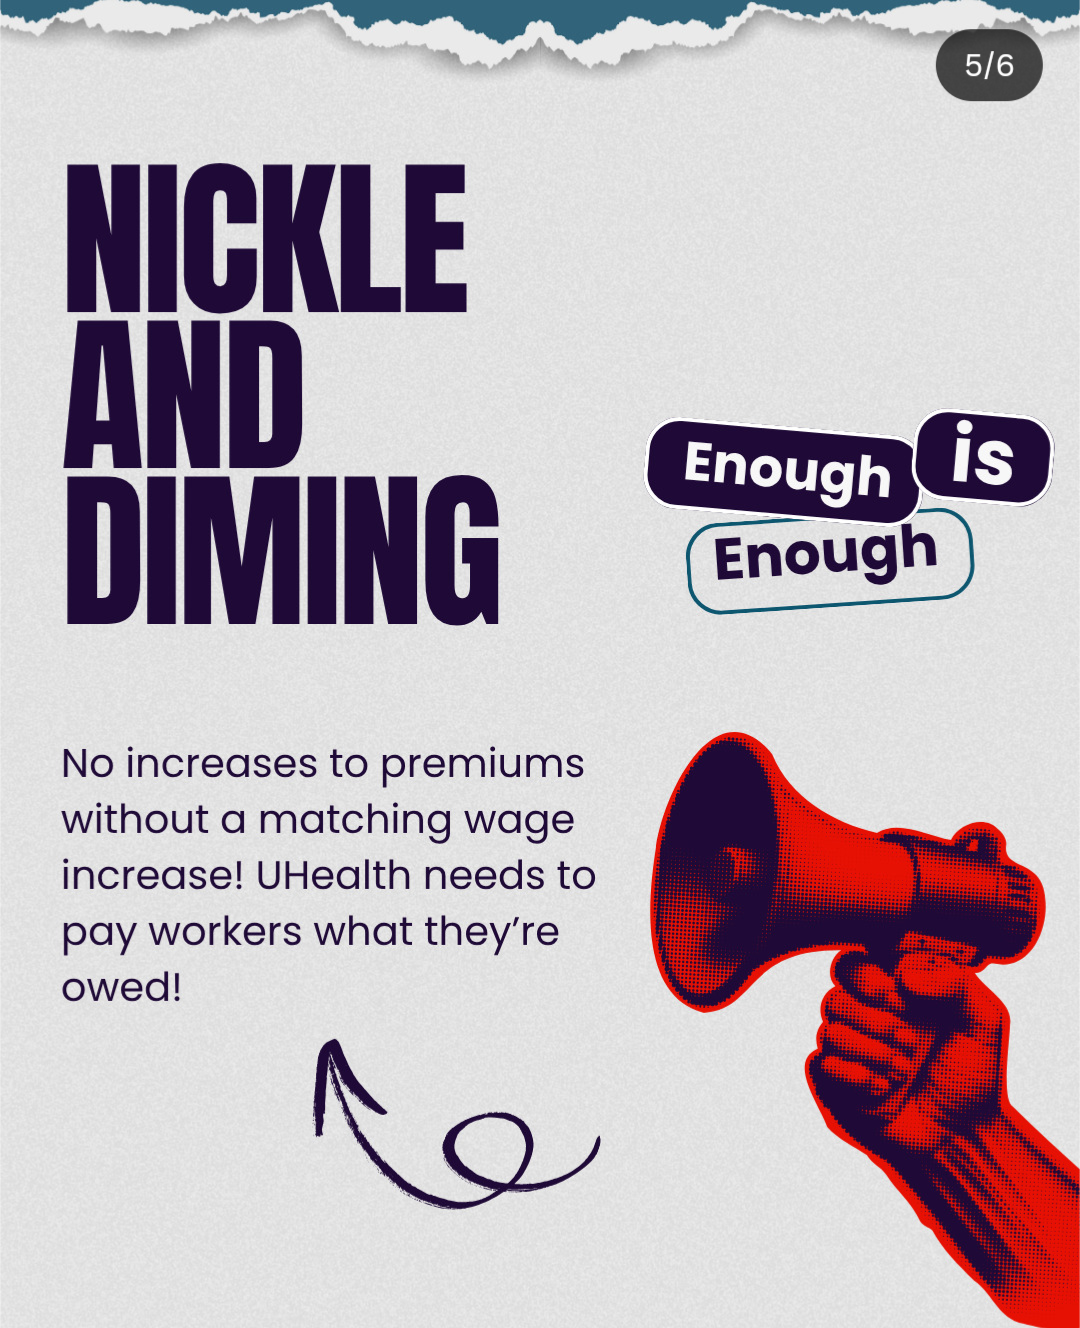 5/6
NICKLE
AND
DIMING
Enough is
Enough
No increases to premiums
without a matching wage
increase! UHealth needs to
pay workers what they’re
owed!